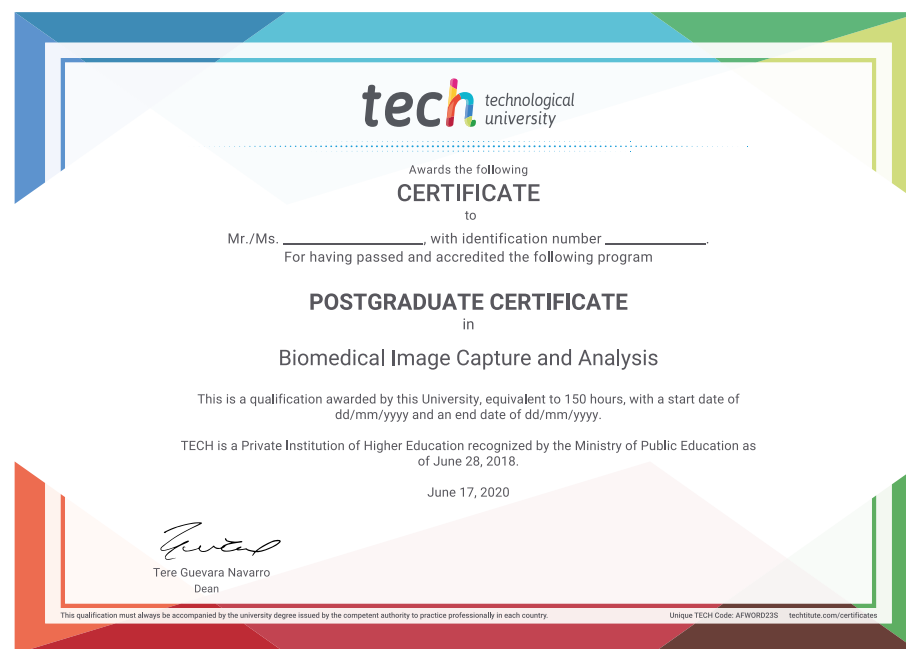 tech technological
university
Awards the following
CERTIFICATE
to
Mr./Ms. ____________________, with identification number ______________.
For having passed and accredited the following program
POSTGRADUATE CERTIFICATE
in
Biomedical Image Capture and Analysis
This is a qualification awarded by this University, equivalent to 150 hours, with a start date of
dd/mm/yyyy and an end date of dd/mm/yyyy.
TECH is a Private Institution of Higher Education recognized by the Ministry of Public Education as
of June 28, 2018.
June 17, 2020
Tere Guevara Navarro
Dean
This qualification must always be accompanied by the university degree issued by the competent authority to practice professionally in each country. Unique TECH Code: AFWORD23S techtitute.com/certificates